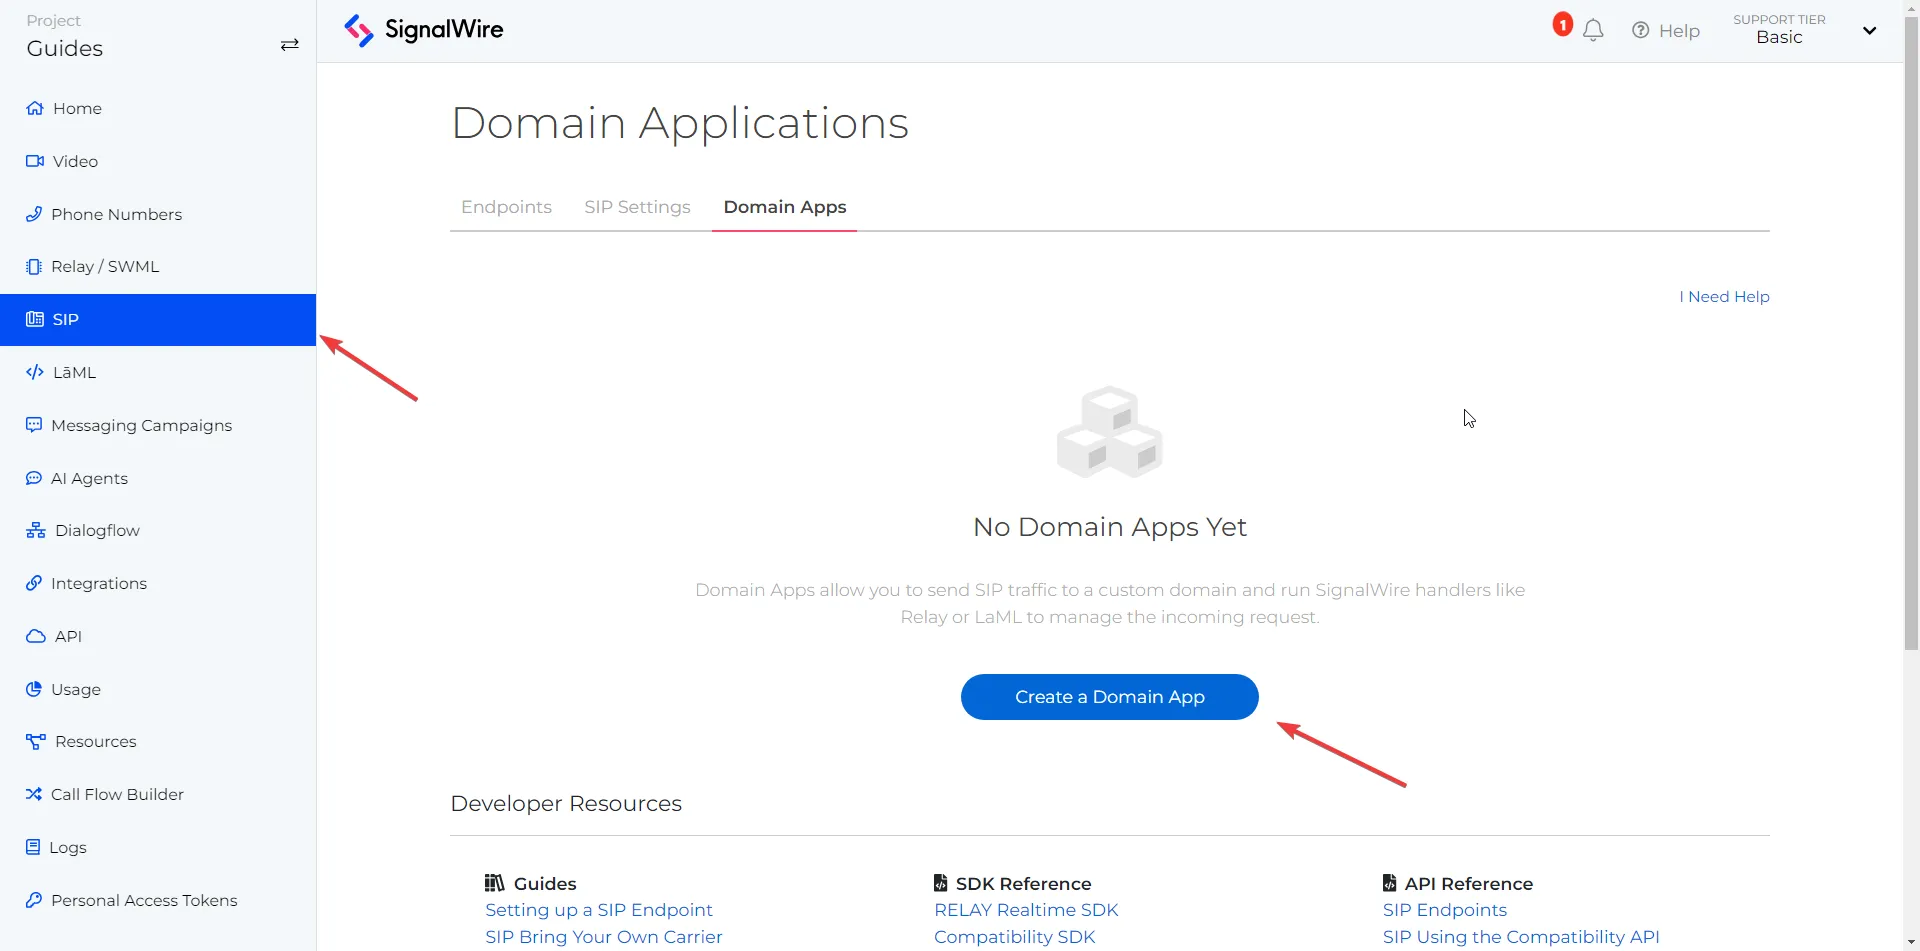 Project
Guides
Home
Video
Phone Numbers
Relay / SWML
SIP
LāML
Messaging Campaigns
AI Agents
Dialogflow
Integrations
API
Usage
Resources
Call Flow Builder
Logs
Personal Access Tokens
SignalWire
1
Help
SUPPORT TIER
Basic
Domain Applications
Endpoints SIP Settings Domain Apps
I Need Help
No Domain Apps Yet
Domain Apps allow you to send SIP traffic to a custom domain and run SignalWire handlers like
Relay or LaML to manage the incoming request.
Create a Domain App
Developer Resources
Guides
Setting up a SIP Endpoint
SIP Bring Your Own Carrier
SDK Reference
RELAY Realtime SDK
Compatibility SDK
API Reference
SIP Endpoints
SIP Using the Compatibility API